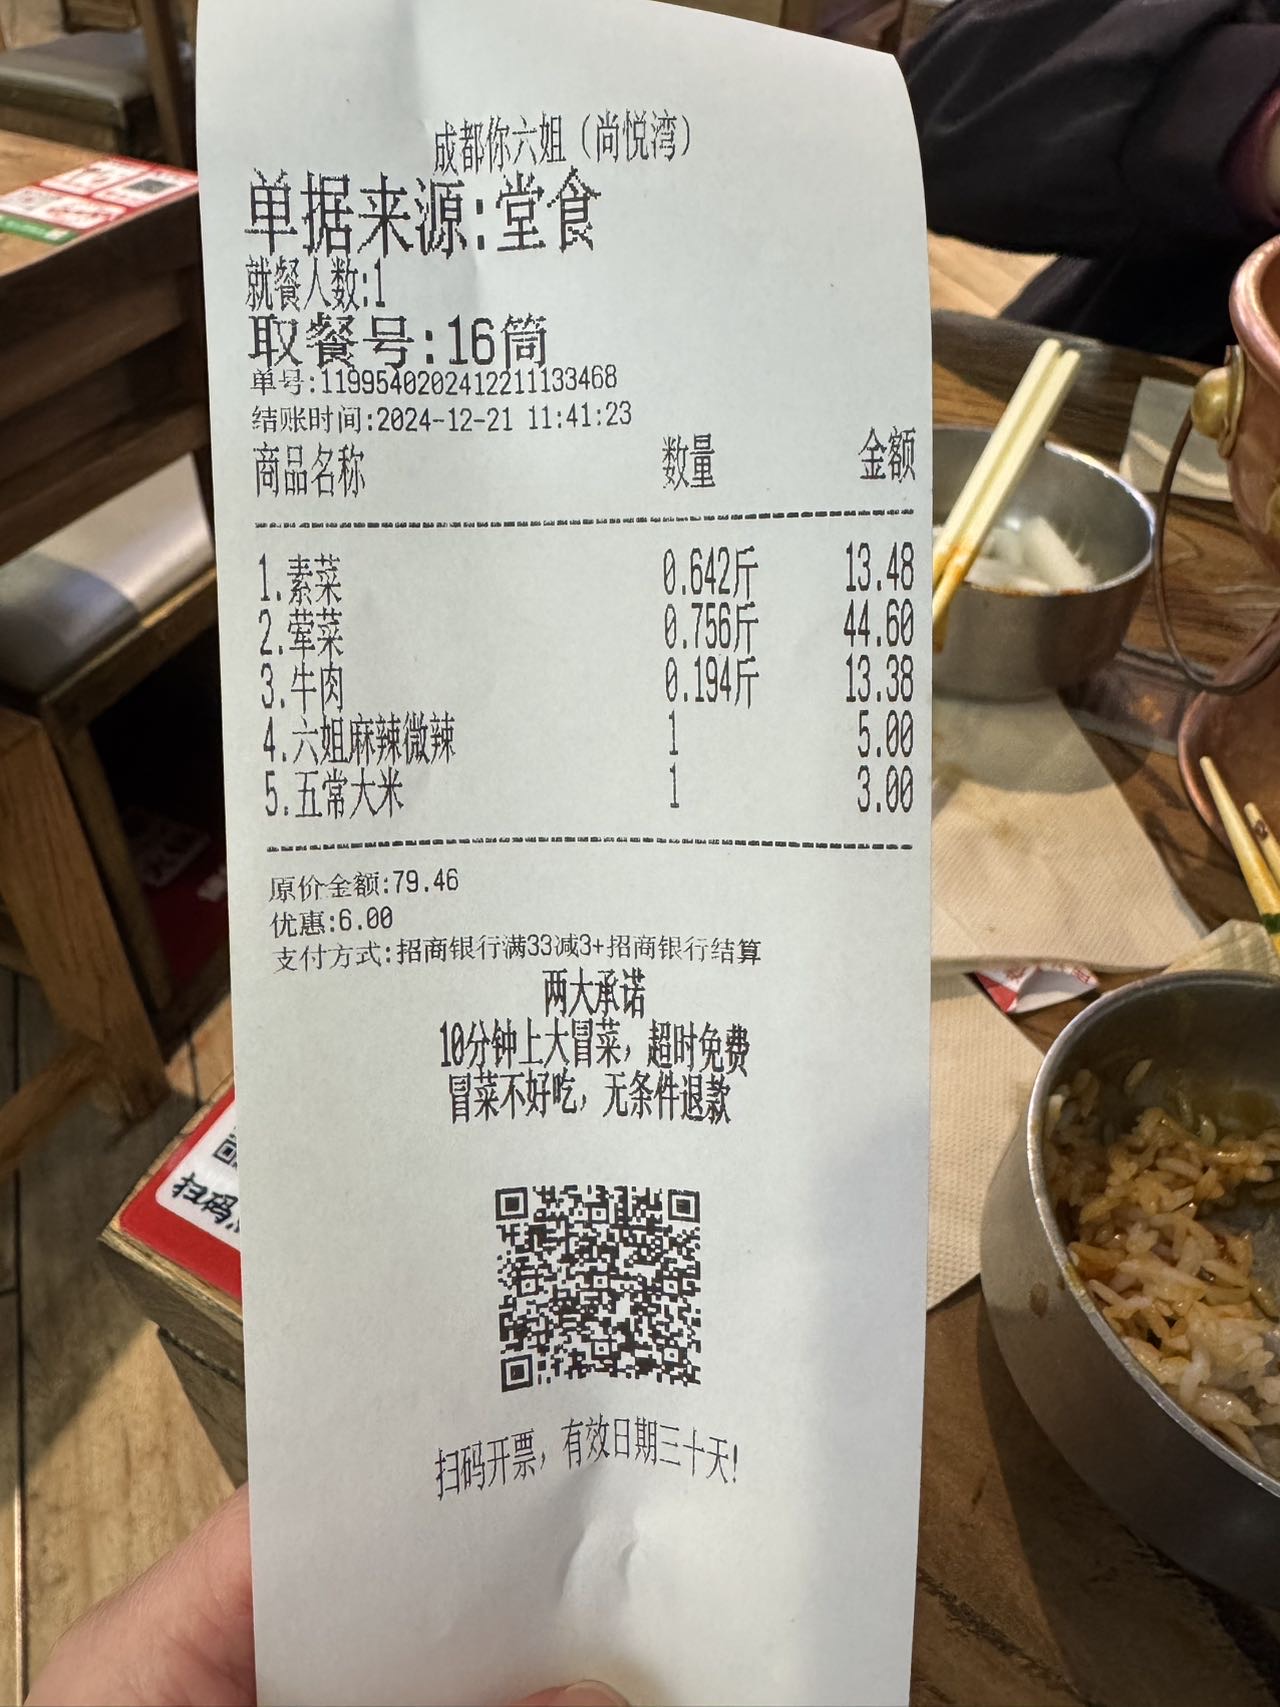 成都你六姐（尚悦湾）
单据来源:堂食
就餐人数:1
取餐号:16筒
单号:119954020241221113346​8
结账时间:2024-12-21 11:41:23
商品名称 数量 金额
1.素菜 0.642斤 13.48
2.荤菜 0.756斤 44.60
3.牛肉 0.194斤 13.38
4.六姐麻辣微辣 1 5.00
5.五常大米 1 3.00
原价金额:79.46
优惠:6.00
支付方式:招商银行满33减3+招商银行结算
两大承诺
10分钟上大冒菜，超时免费
冒菜不好吃，无条件退款
扫码开票，有效日期三十天!
扫码